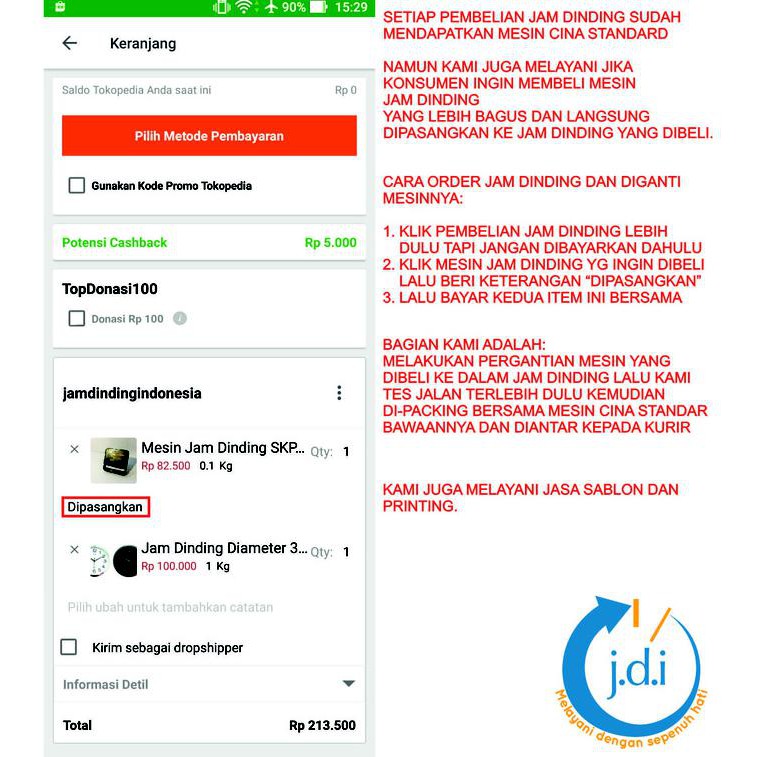 90% 15:29
Keranjang
Saldo Tokopedia Anda saat ini Rp 0
Pilih Metode Pembayaran
Gunakan Kode Promo Tokopedia
Potensi Cashback Rp 5.000
TopDonasi100
Donasi Rp 100
jamdindingindonesia
Mesin Jam Dinding SKP... Qty: 1
Rp 82.500 0.1 Kg
Dipasangkan
Jam Dinding Diameter 3... Qty: 1
Rp 100.000 1 Kg
Pilih ubah untuk tambahkan catatan
Kirim sebagai dropshipper
Informasi Detil
Total Rp 213.500
SETIAP PEMBELIAN JAM DINDING SUDAH
MENDAPATKAN MESIN CINA STANDARD
NAMUN KAMI JUGA MELAYANI JIKA
KONSUMEN INGIN MEMBELI MESIN
JAM DINDING
YANG LEBIH BAGUS DAN LANGSUNG
DIPASANGKAN KE JAM DINDING YANG DIBELI.
CARA ORDER JAM DINDING DAN DIGANTI
MESINNYA:
1. KLIK PEMBELIAN JAM DINDING LEBIH
DULU TAPI JANGAN DIBAYARKAN DAHULU
2. KLIK MESIN JAM DINDING YG INGIN DIBELI
LALU BERI KETERANGAN “DIPASANGKAN”
3. LALU BAYAR KEDUA ITEM INI BERSAMA
BAGIAN KAMI ADALAH:
MELAKUKAN PERGANTIAN MESIN YANG
DIBELI KE DALAM JAM DINDING LALU KAMI
TES JALAN TERLEBIH DULU KEMUDIAN
DI-PACKING BERSAMA MESIN CINA STANDAR
BAWAANNYA DAN DIANTAR KEPADA KURIR
KAMI JUGA MELAYANI JASA SABLON DAN
PRINTING.
j.d.i
Melayani dengan sepenuh hati